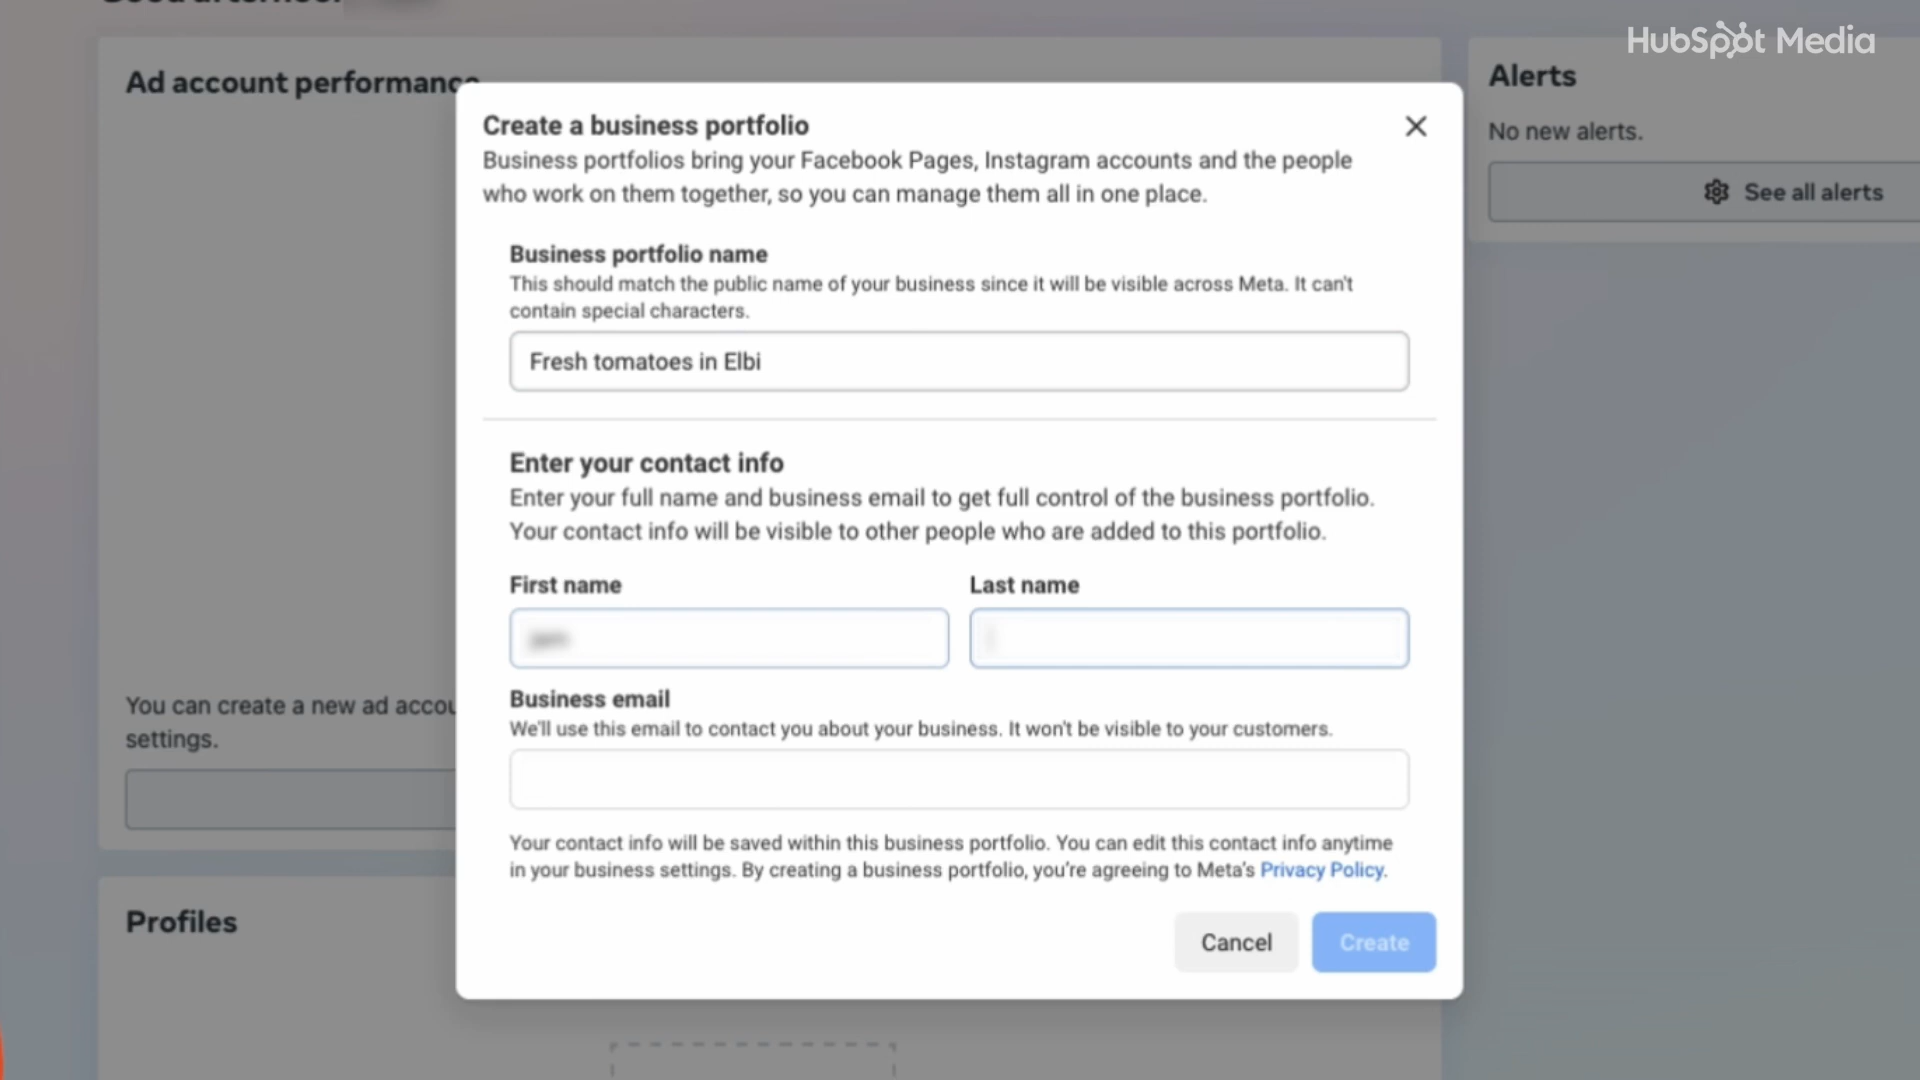 HubSpot Media
Ad account performance
Alerts
No new alerts.
See all alerts
Create a business portfolio
Business portfolios bring your Facebook Pages, Instagram accounts and the people
who work on them together, so you can manage them all in one place.
Business portfolio name
This should match the public name of your business since it will be visible across Meta. It can't
contain special characters.
Fresh tomatoes in Elbi
Enter your contact info
Enter your full name and business email to get full control of the business portfolio.
Your contact info will be visible to other people who are added to this portfolio.
First name
Last name
Business email
We'll use this email to contact you about your business. It won't be visible to your customers.
Your contact info will be saved within this business portfolio. You can edit this contact info anytime
in your business settings. By creating a business portfolio, you're agreeing to Meta's Privacy Policy.
Cancel
Create
You can create a new ad
settings.
Profiles